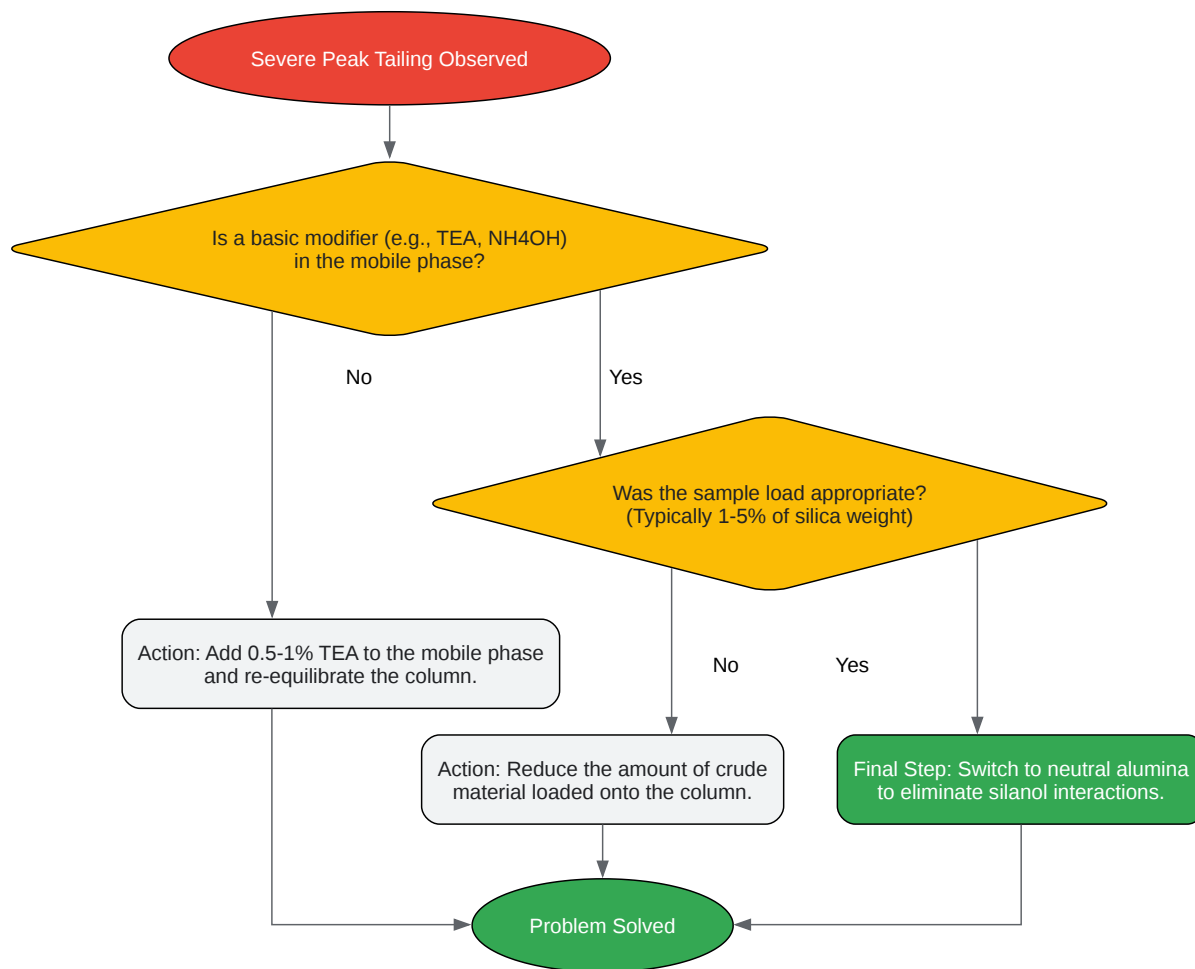 Severe Peak Tailing Observed
Is a basic modifier (e.g., TEA, NH4OH)
in the mobile phase?
No
Yes
Was the sample load appropriate?
(Typically 1-5% of silica weight)
Action: Add 0.5-1% TEA to the mobile phase
and re-equilibrate the column.
No
Yes
Action: Reduce the amount of crude
material loaded onto the column.
Final Step: Switch to neutral alumina
to eliminate silanol interactions.
Problem Solved